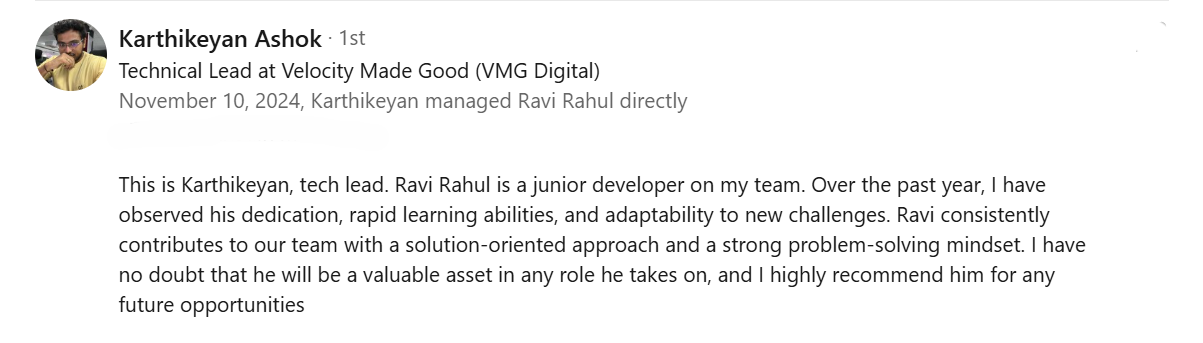 Karthikeyan Ashok · 1st
Technical Lead at Velocity Made Good (VMG Digital)
November 10, 2024, Karthikeyan managed Ravi Rahul directly
This is Karthikeyan, tech lead. Ravi Rahul is a junior developer on my team. Over the past year, I have
observed his dedication, rapid learning abilities, and adaptability to new challenges. Ravi consistently
contributes to our team with a solution-oriented approach and a strong problem-solving mindset. I have
no doubt that he will be a valuable asset in any role he takes on, and I highly recommend him for any
future opportunities